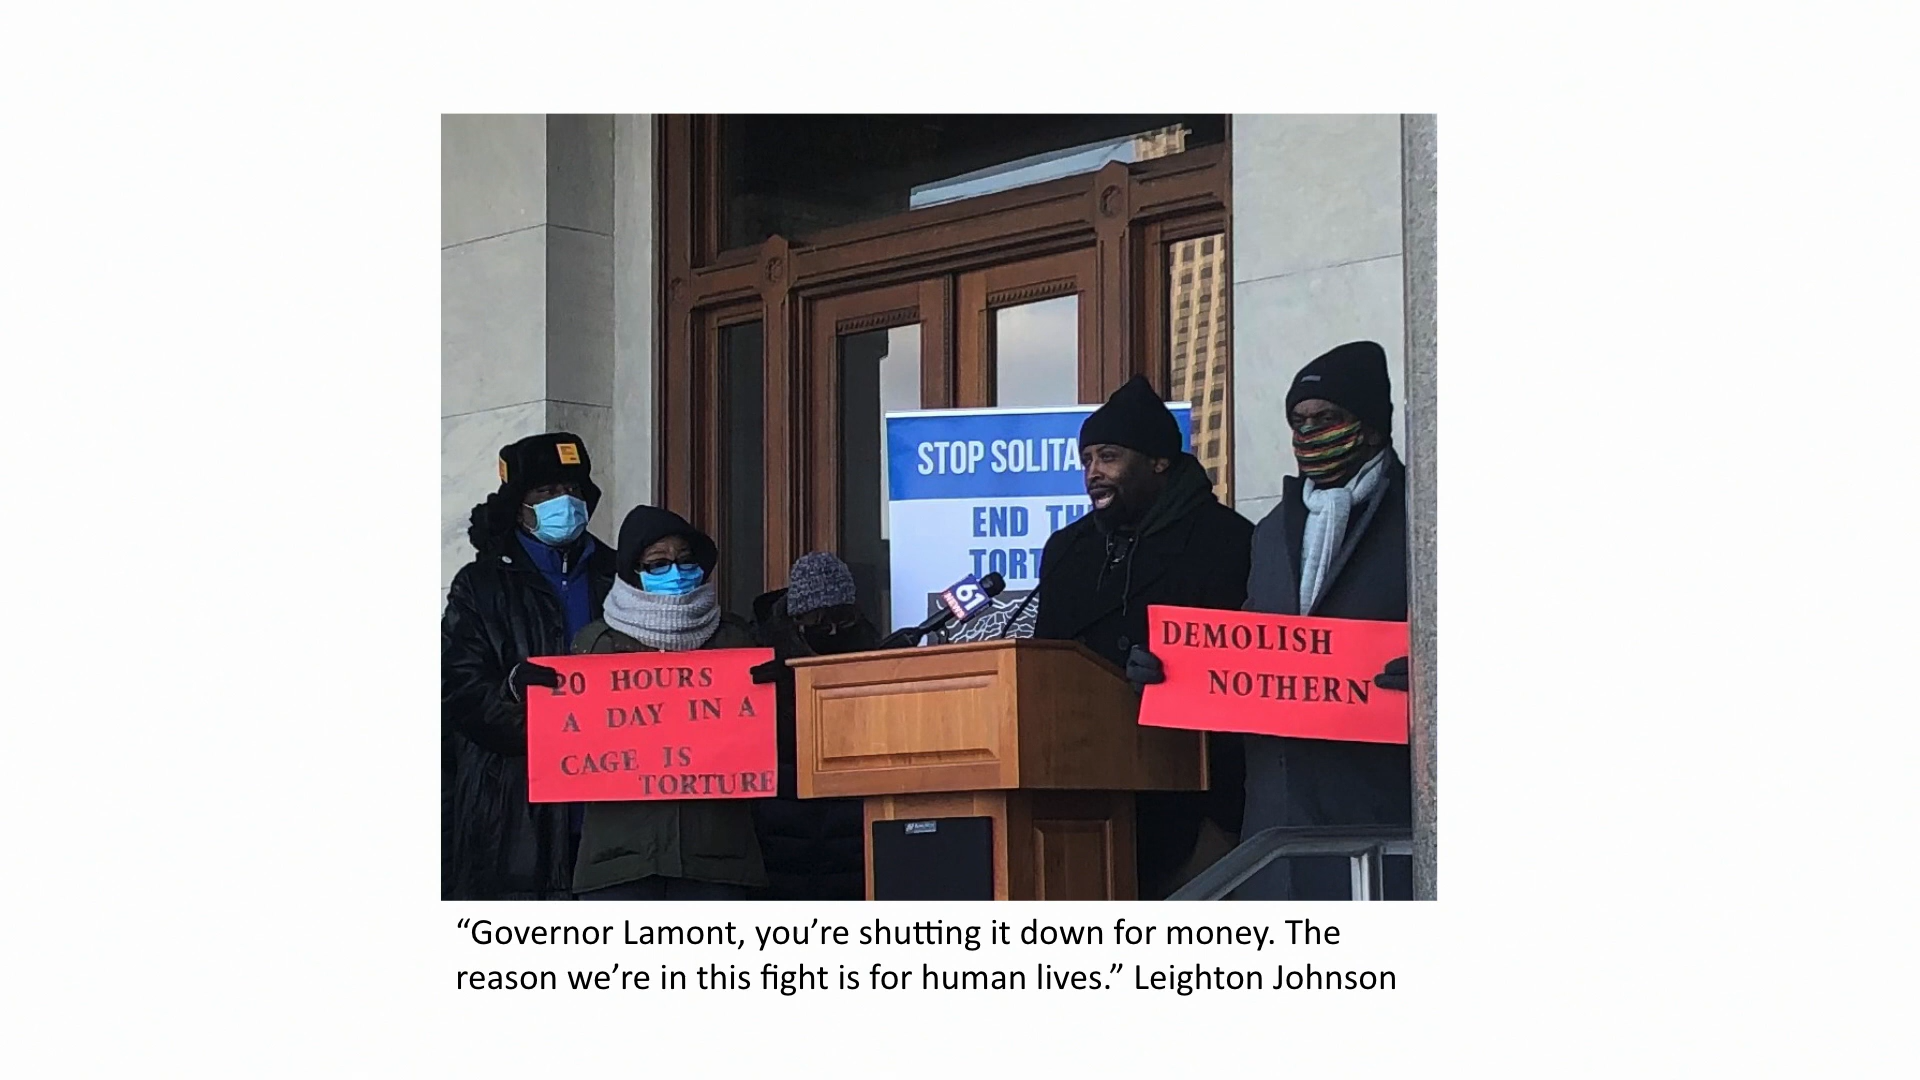 STOP SOLITA
END TH
TORT
61
NEWS
20 HOURS
A DAY IN A
CAGE IS
TORTURE
DEMOLISH
NOTHERN
“Governor Lamont, you’re shutting it down for money. The
reason we’re in this fight is for human lives.” Leighton Johnson